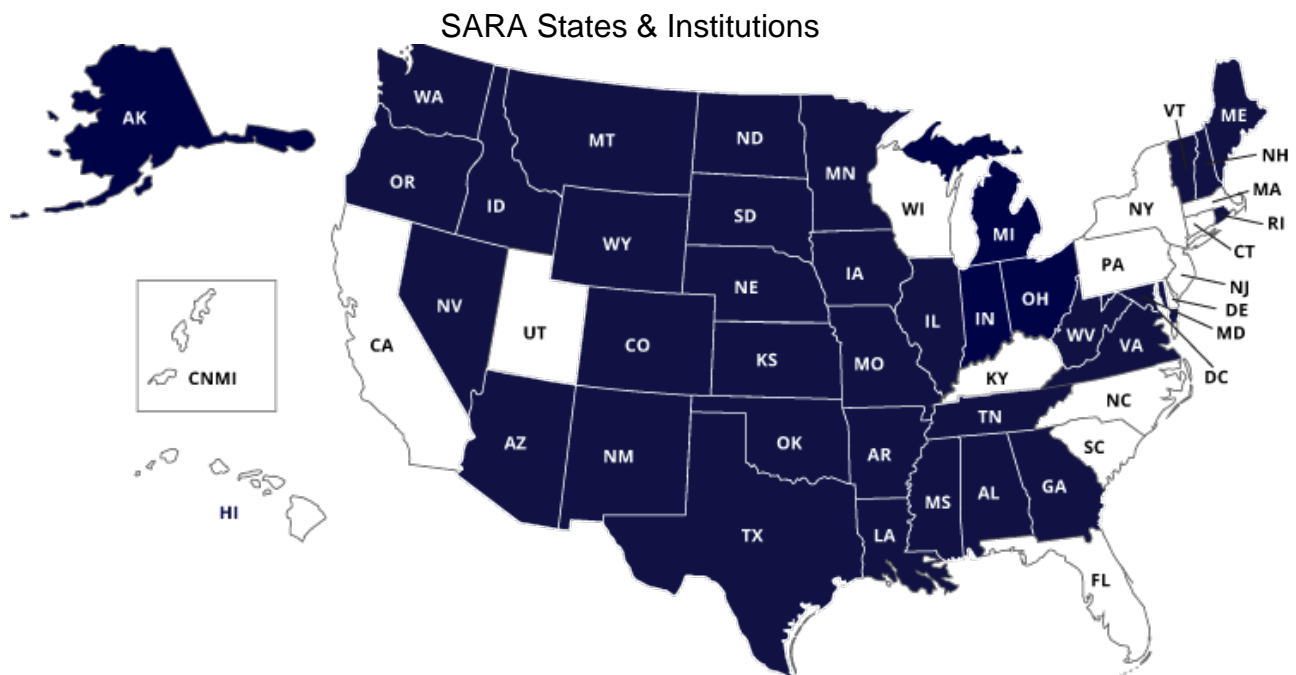 SARA States & Institutions
AK
WA
MT
ND
MN
VT
ME
NH
OR
ID
SD
WI
MA
NY
MI
RI
WY
CT
IA
PA
NE
NJ
NV
OH
DE
IL
IN
UT
MD
CA
CO
WV
VA
KS
MO
DC
CNMI
KY
NC
TN
AZ
OK
SC
NM
AR
GA
MS
AL
HI
TX
LA
FL